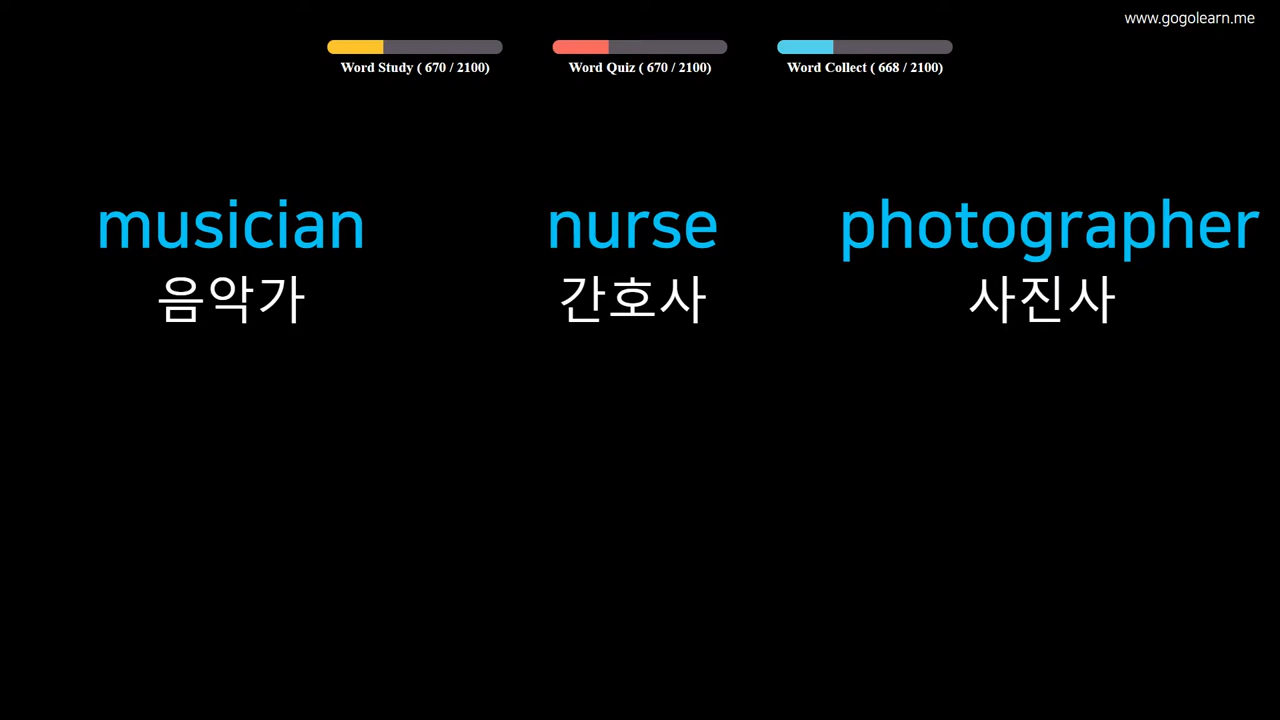 www.gogolearn.me
Word Study ( 670 / 2100) Word Quiz ( 670 / 2100) Word Collect ( 668 / 2100)
musician nurse photographer
음악가 간호사 사진사